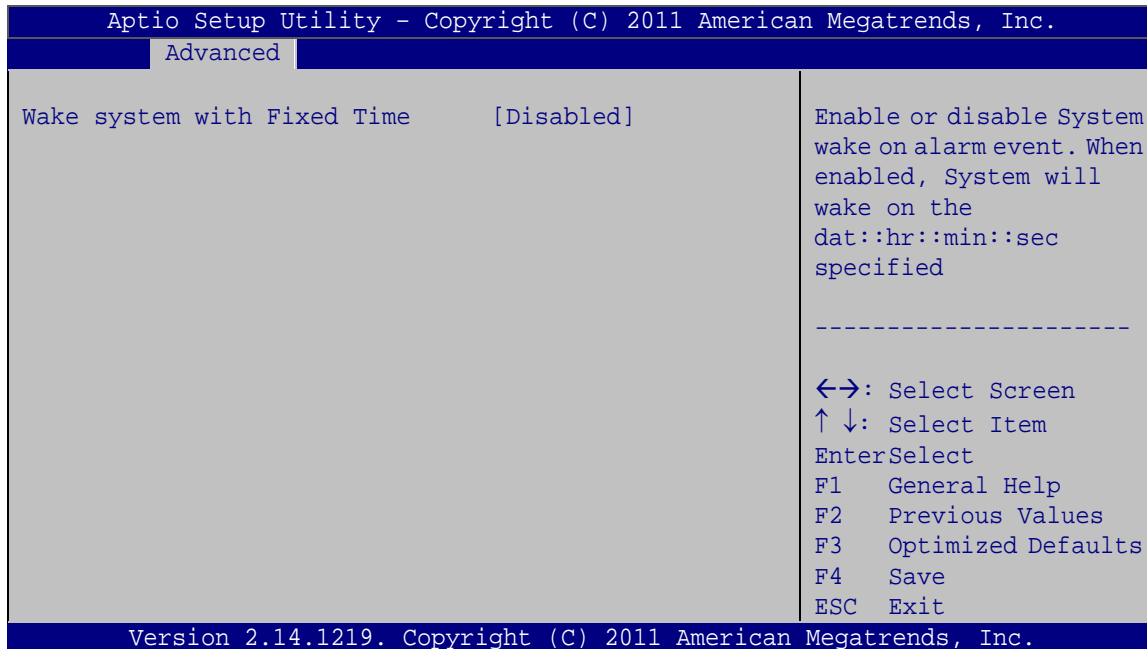 Aptio Setup Utility – Copyright (C) 2011 American Megatrends, Inc.
Advanced
Wake system with Fixed Time [Disabled]
Enable or disable System
wake on alarm event. When
enabled, System will
wake on the
dat::hr::min::sec
specified
----------------------
←→: Select Screen
↑ ↓: Select Item
EnterSelect
F1 General Help
F2 Previous Values
F3 Optimized Defaults
F4 Save
ESC Exit
Version 2.14.1219. Copyright (C) 2011 American Megatrends, Inc.